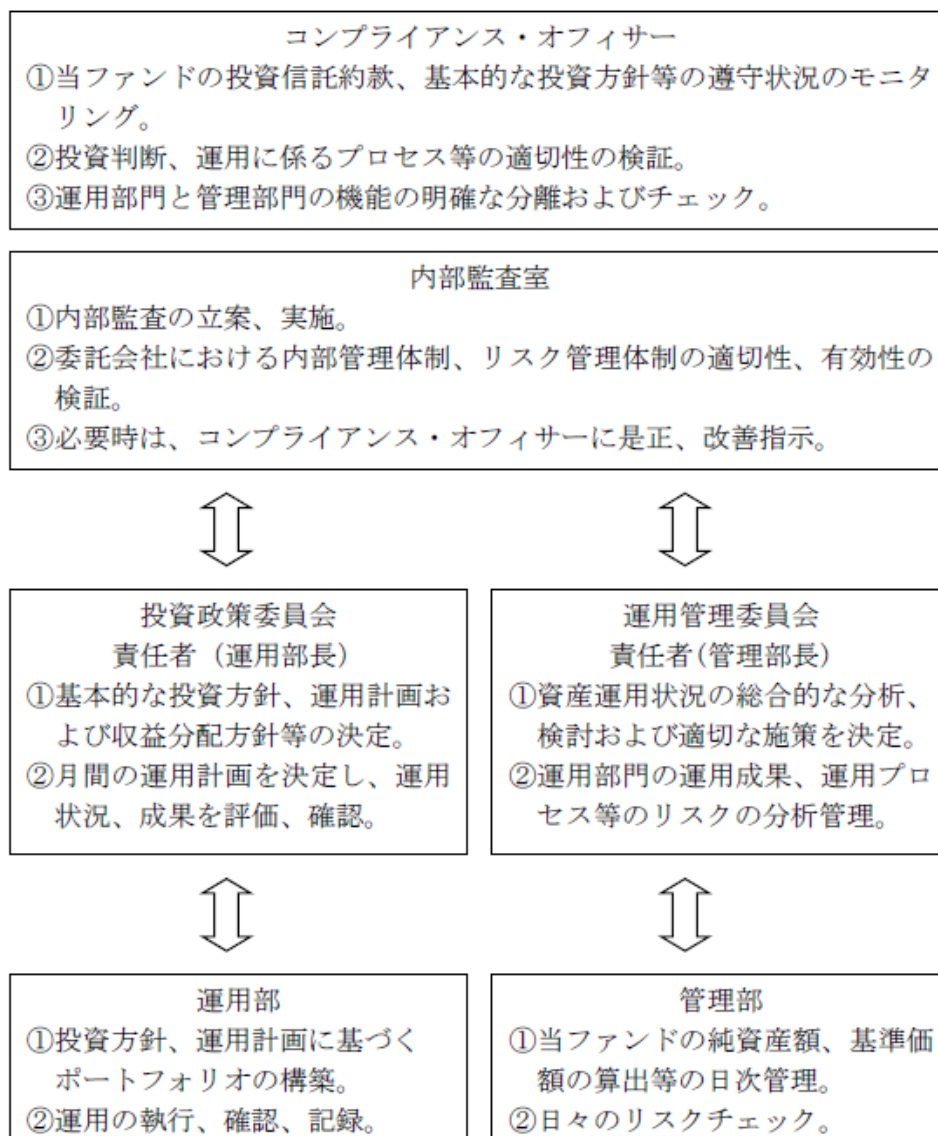 コンプライアンス・オフィサー
①当ファンドの投資信託約款、基本的な投資方針等の遵守状況のモニタ
リング。
②投資判断、運用に係るプロセス等の適切性の検証。
③運用部門と管理部門の機能の明確な分離およびチェック。
内部監査室
①内部監査の立案、実施。
②委託会社における内部管理体制、リスク管理体制の適切性、有効性の
検証。
③必要時は、コンプライアンス・オフィサーに是正、改善指示。
投資政策委員会
責任者（運用部長）
①基本的な投資方針、運用計画お
よび収益分配方針等の決定。
②月間の運用計画を決定し、運用
状況、成果を評価、確認。
運用管理委員会
責任者(管理部長)
①資産運用状況の総合的な分析、
検討および適切な施策を決定。
②運用部門の運用成果、運用プロ
セス等のリスクの分析管理。
運用部
①投資方針、運用計画に基づく
ポートフォリオの構築。
②運用の執行、確認、記録。
管理部
①当ファンドの純資産額、基準価
額の算出等の日次管理。
②日々のリスクチェック。